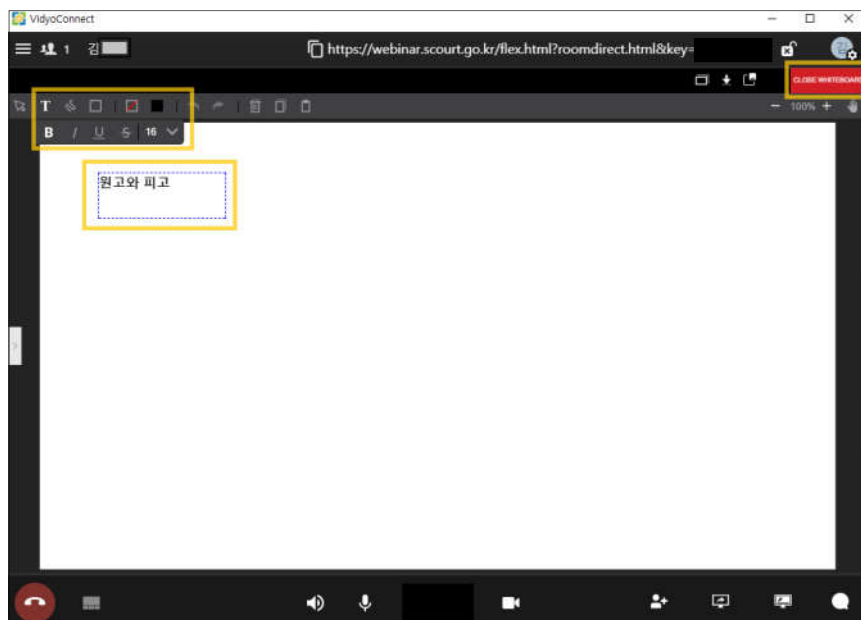 VidyoConnect
1 김
https://webinar.scourt.go.kr/flex.html?roomdirect.html&key=
CLOSE WHITEBOARD
T
100%
B I U S 16
원고와 피고